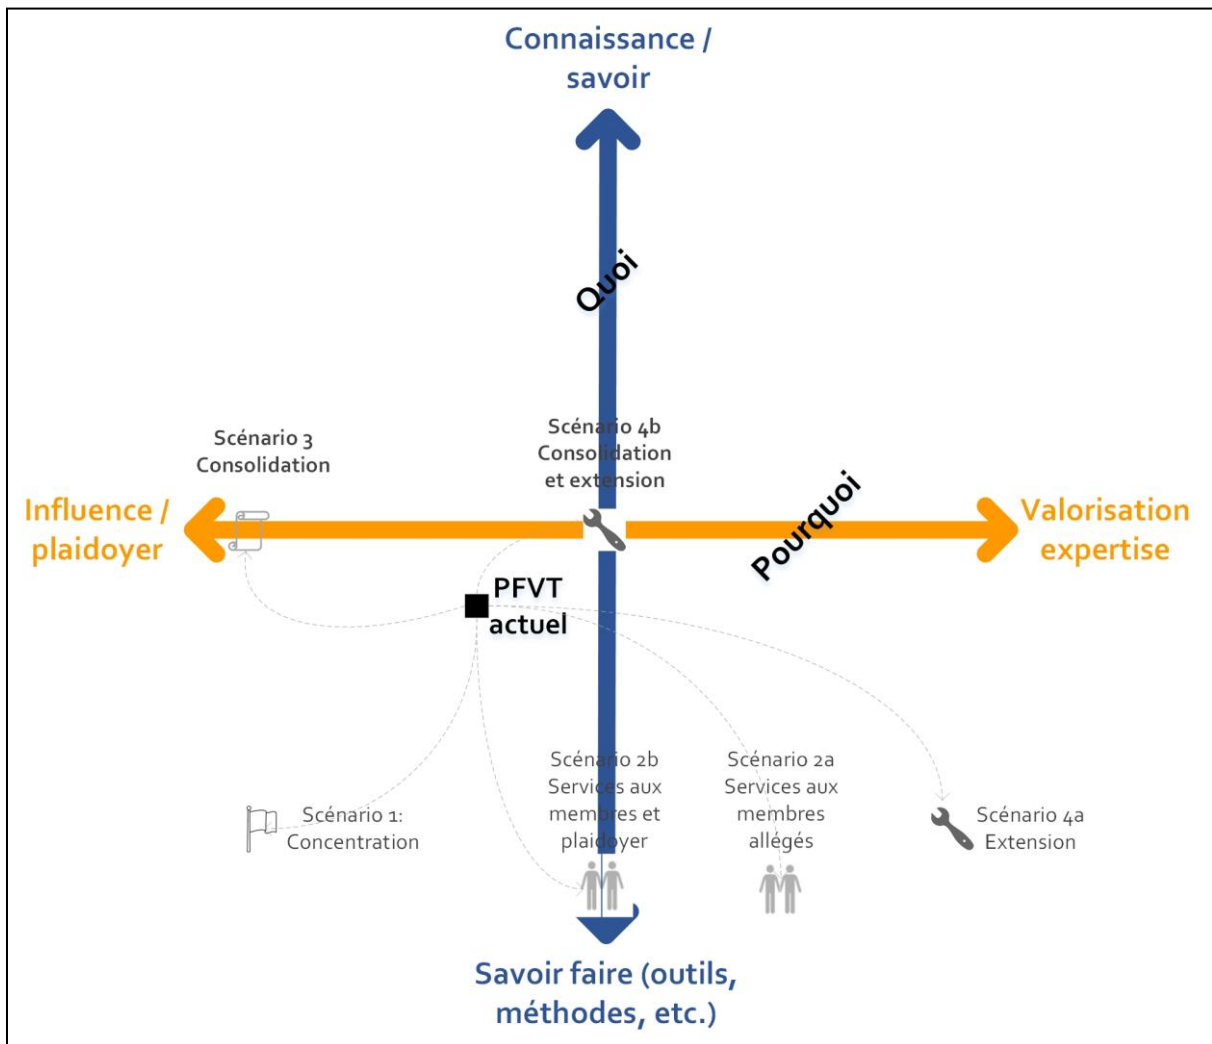 Connaissance /
savoir
Quoi
Scénario 3
Consolidation
Scénario 4b
Consolidation
et extension
Influence /
plaidoyer
Pourquoi
Valorisation
expertise
PFVT
actuel
Scénario 1:
Concentration
Scénario 2b
Services aux
membres et
plaidoyer
Scénario 2a
Services aux
membres
allégés
Scénario 4a
Extension
Savoir faire (outils,
méthodes, etc.)